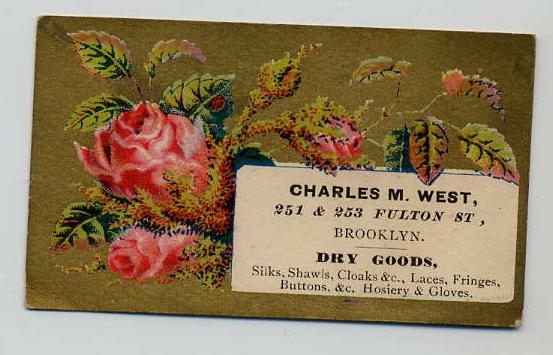 CHARLES M. WEST,
251 & 253 FULTON ST,
BROOKLYN.
DRY GOODS,
Silks, Shawls, Cloaks &c., Laces, Fringes,
Buttons, &c. Hosiery & Gloves.